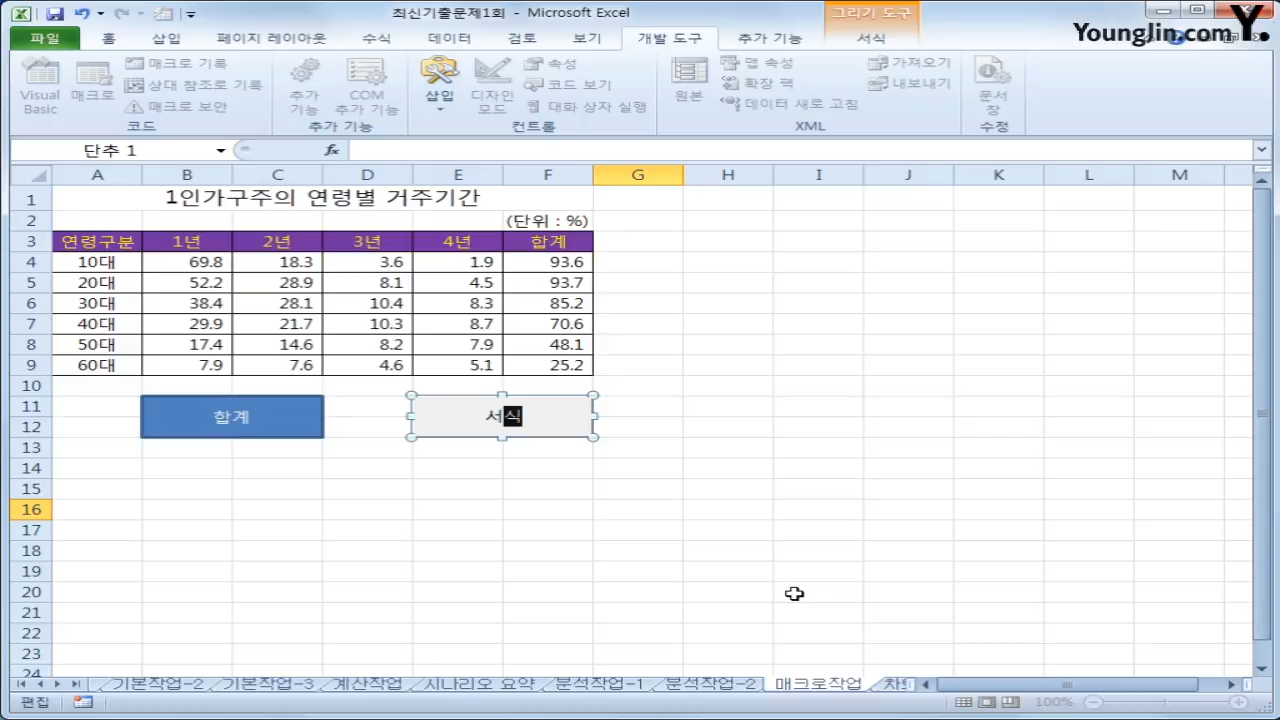 최신기출문제1회 - Microsoft Excel
그리기 도구
YoungJin.com Y.
파일 홈 삽입 페이지 레이아웃 수식 데이터 검토 보기 개발 도구 추가 기능 서식
Visual Basic
매크로
매크로 기록
상대 참조로 기록
매크로 보안
코드
추가 기능
COM 추가 기능
추가 기능
삽입
디자인 모드
속성
코드 보기
대화 상자 실행
컨트롤
원본
맵 속성
확장 팩
데이터 새로 고침
가져오기
내보내기
XML
문서 창
수정
단추 1 fx
A B C D E F G H I J K L M
1 1인가구주의 연령별 거주기간
2 (단위 : %)
3 연령구분 1년 2년 3년 4년 합계
4 10대 69.8 18.3 3.6 1.9 93.6
5 20대 52.2 28.9 8.1 4.5 93.7
6 30대 38.4 28.1 10.4 8.3 85.2
7 40대 29.9 21.7 10.3 8.7 70.6
8 50대 17.4 14.6 8.2 7.9 48.1
9 60대 7.9 7.6 4.6 5.1 25.2
10
11
합계 서식
12
13
14
15
16
17
18
19
20
21
22
23
24
기본작업-2 기본작업-3 계산작업 시나리오 요약 분석작업-1 분석작업-2 매크로작업
편집 100%